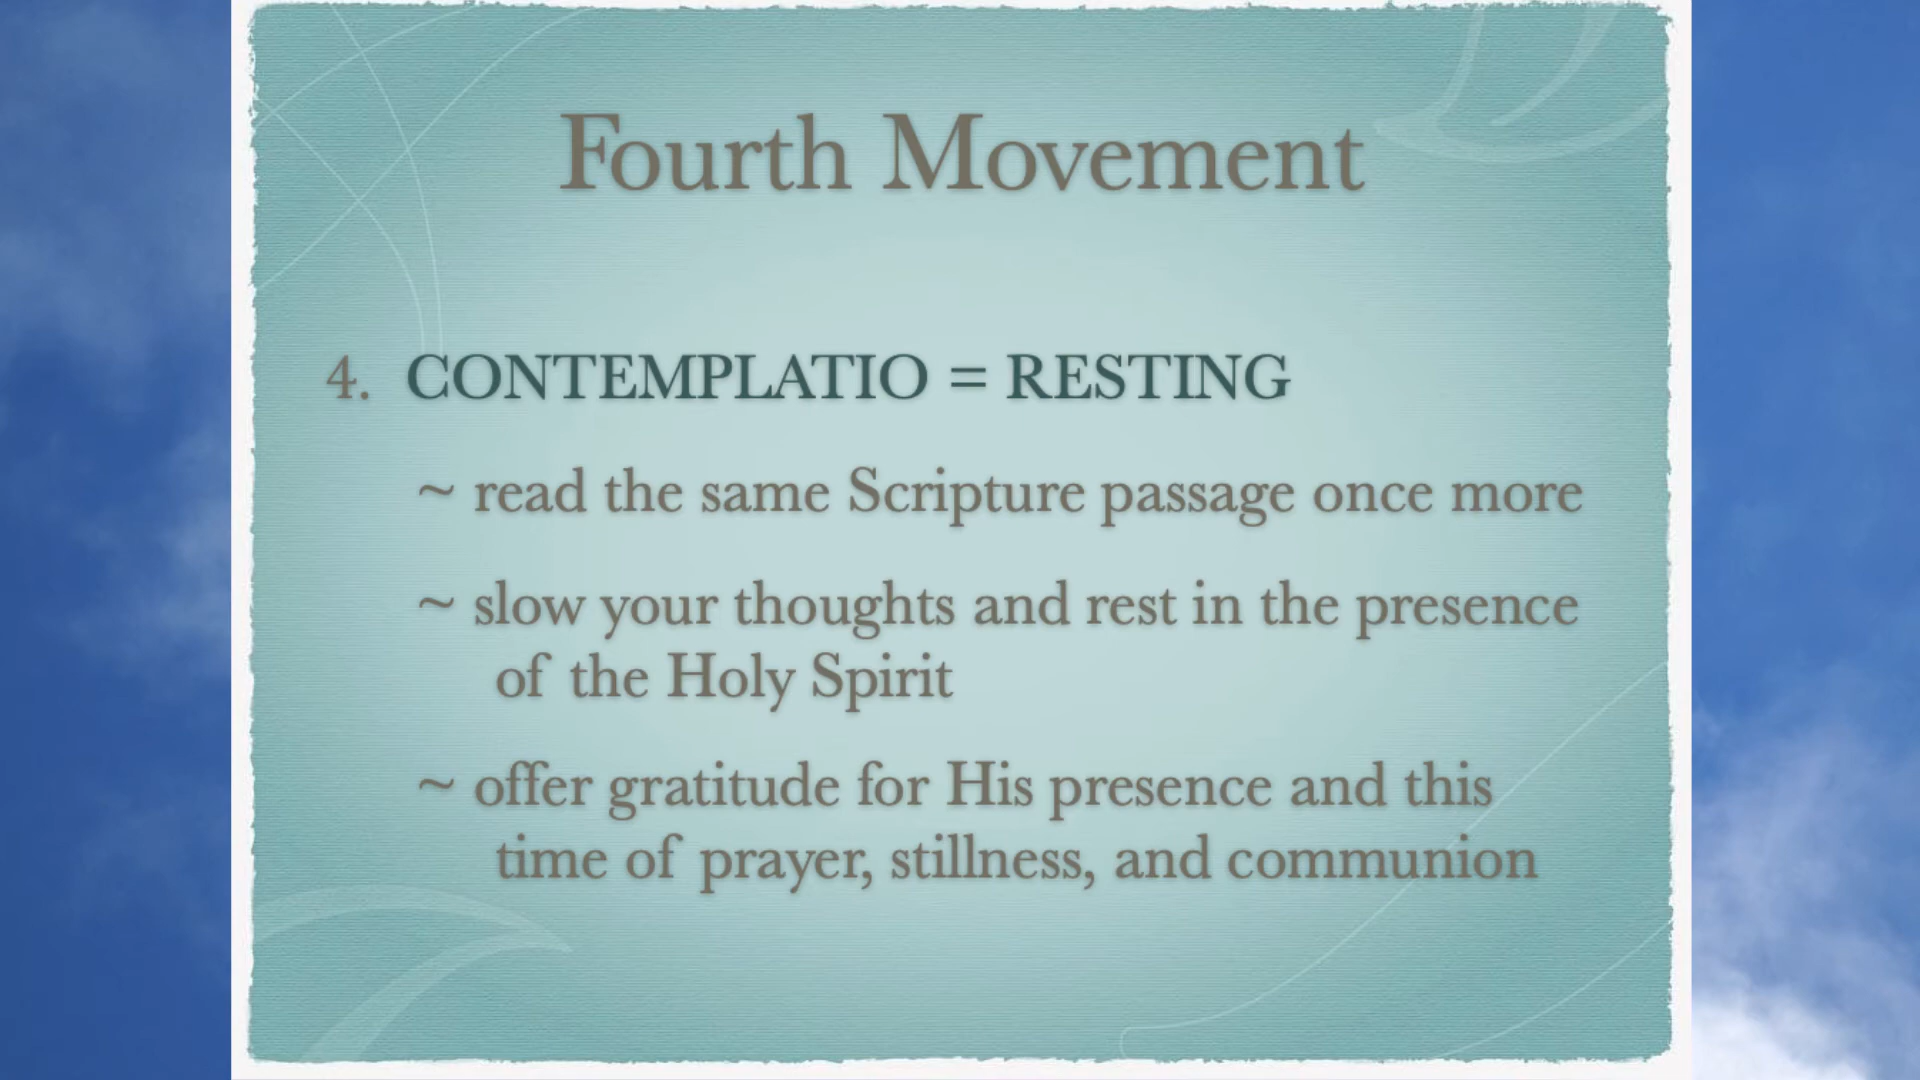 Fourth Movement
4. CONTEMPLATIO = RESTING
~ read the same Scripture passage once more
~ slow your thoughts and rest in the presence
of the Holy Spirit
~ offer gratitude for His presence and this
time of prayer, stillness, and communion